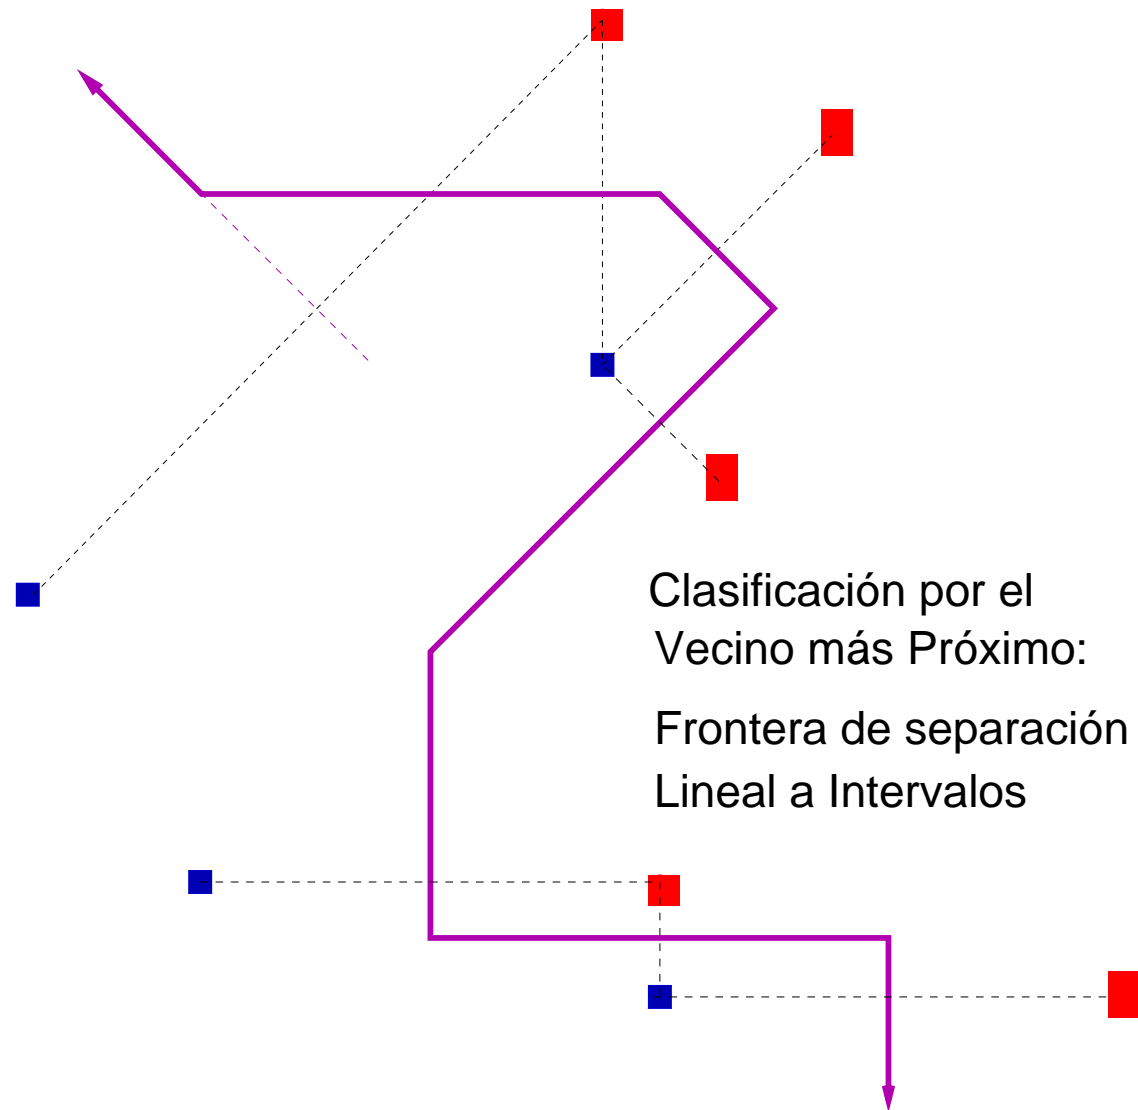 Clasificación por el
Vecino más Próximo:
Frontera de separación
Lineal a Intervalos